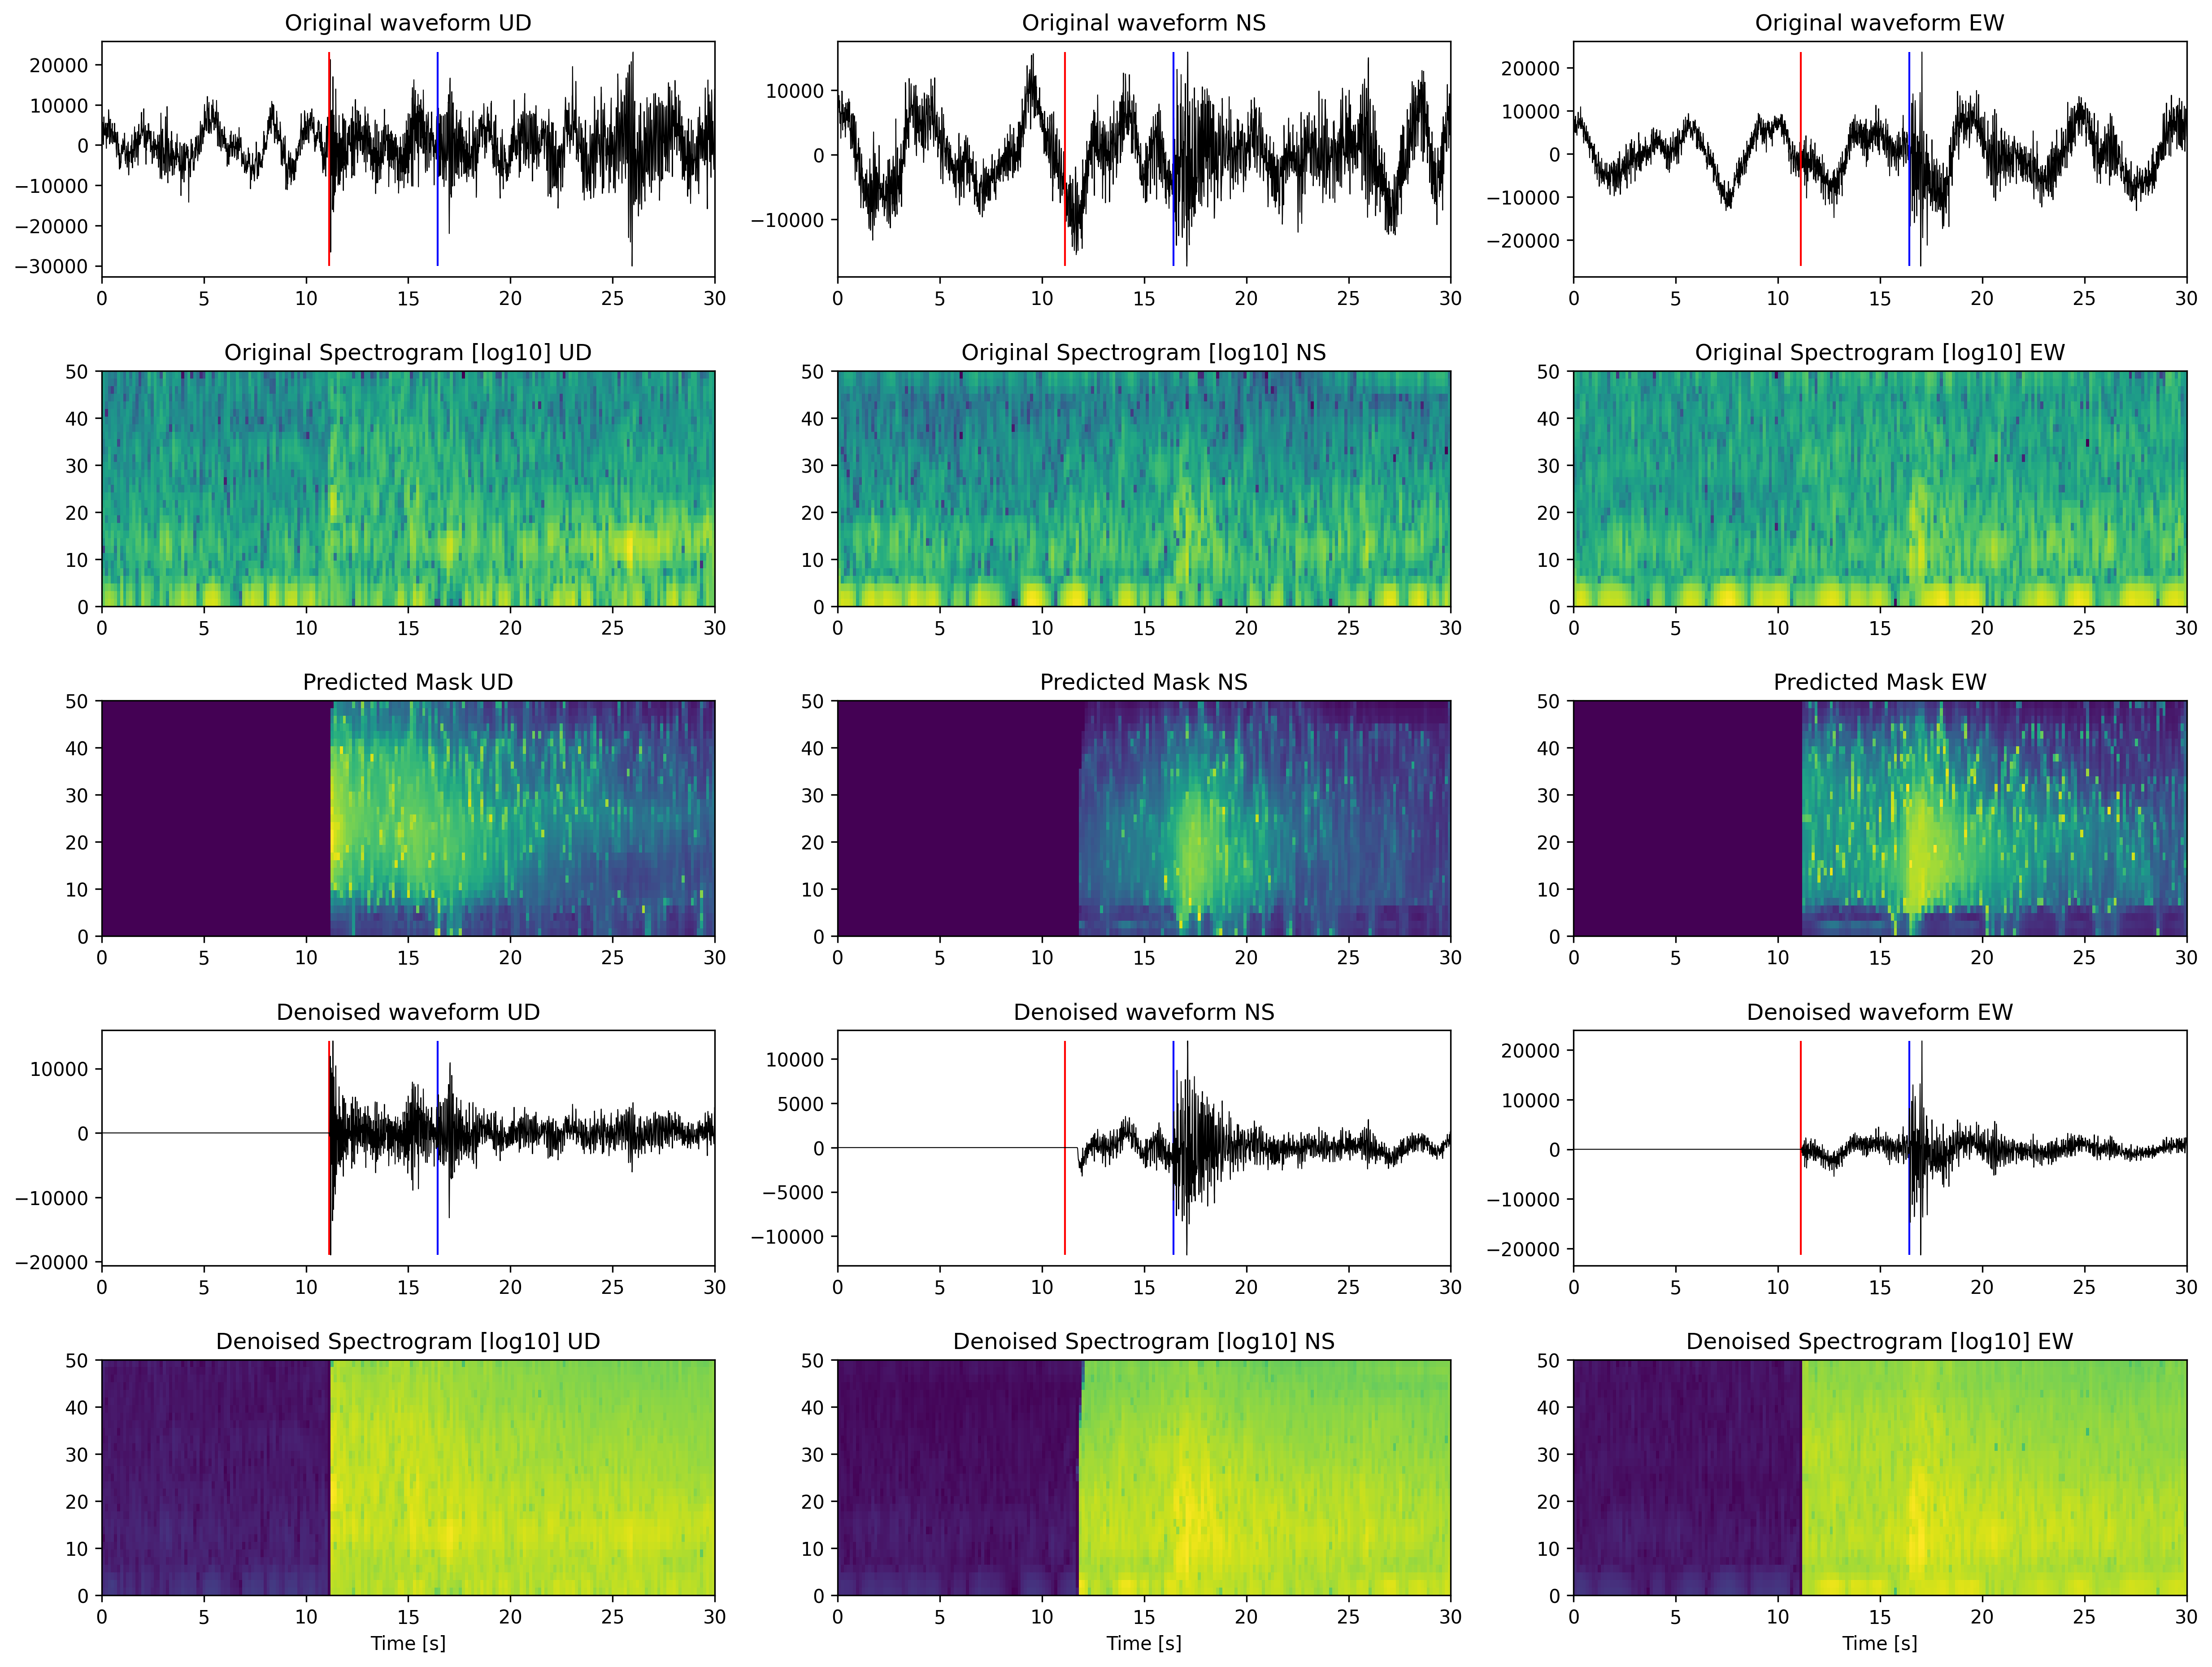 Original waveform UD
Original waveform NS
Original waveform EW
20000
10000
0
−10000
−20000
−30000
0 5 10 15 20 25 30
10000
0
−10000
0 5 10 15 20 25 30
20000
10000
0
−10000
−20000
0 5 10 15 20 25 30
Original Spectrogram [log10] UD
Original Spectrogram [log10] NS
Original Spectrogram [log10] EW
50
40
30
20
10
0
0 5 10 15 20 25 30
50
40
30
20
10
0
0 5 10 15 20 25 30
50
40
30
20
10
0
0 5 10 15 20 25 30
Predicted Mask UD
Predicted Mask NS
Predicted Mask EW
50
40
30
20
10
0
0 5 10 15 20 25 30
50
40
30
20
10
0
0 5 10 15 20 25 30
50
40
30
20
10
0
0 5 10 15 20 25 30
Denoised waveform UD
Denoised waveform NS
Denoised waveform EW
10000
0
−10000
−20000
0 5 10 15 20 25 30
10000
5000
0
−5000
−10000
0 5 10 15 20 25 30
20000
10000
0
−10000
−20000
0 5 10 15 20 25 30
Denoised Spectrogram [log10] UD
Denoised Spectrogram [log10] NS
Denoised Spectrogram [log10] EW
50
40
30
20
10
0
0 5 10 15 20 25 30
Time [s]
50
40
30
20
10
0
0 5 10 15 20 25 30
Time [s]
50
40
30
20
10
0
0 5 10 15 20 25 30
Time [s]